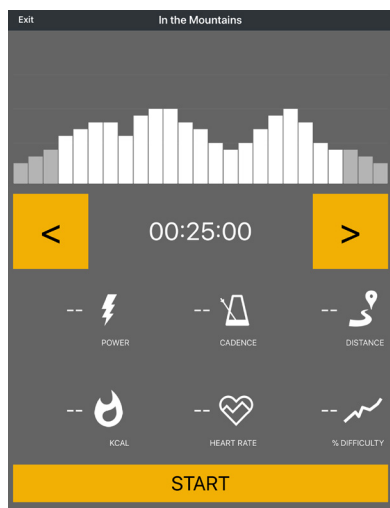 Exit In the Mountains
< 00:25:00 >
-- -- --
POWER CADENCE DISTANCE
-- -- --
KCAL HEART RATE % DIFFICULTY
START